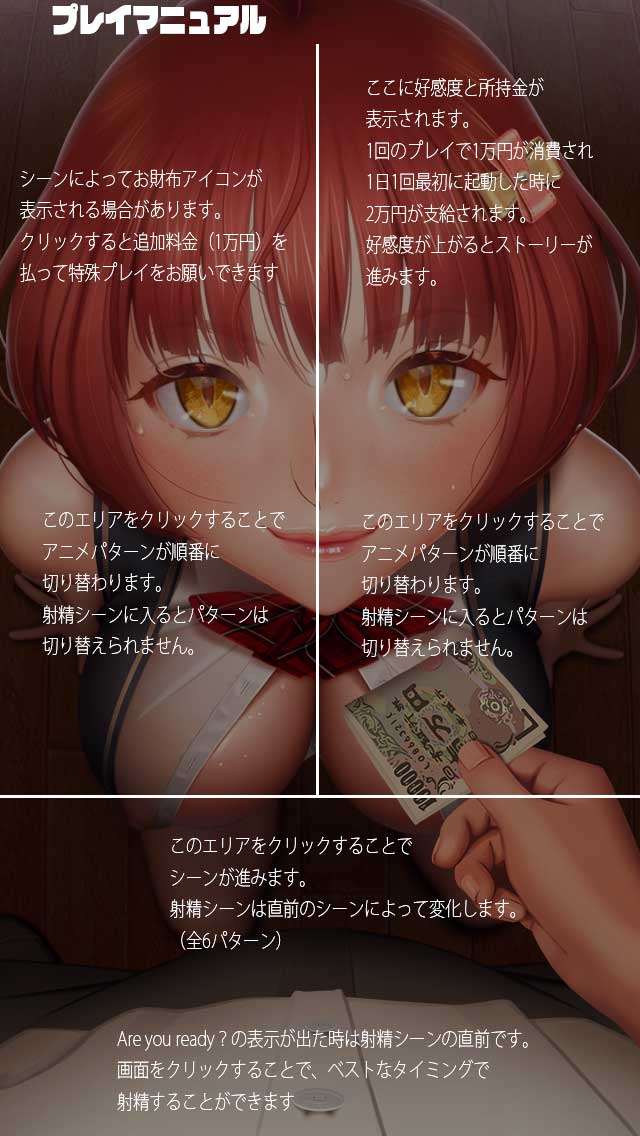 プレイマニュアル
シーンによってお財布アイコンが
表示される場合があります。
クリックすると追加料金（1万円）を
払って特殊プレイをお願いできます
ここに好感度と所持金が
表示されます。
1回のプレイで1万円が消費され
1日1回最初に起動した時に
2万円が支給されます。
好感度が上がるとストーリーが
進みます。
このエリアをクリックすることで
アニメパターンが順番に
切り替わります。
射精シーンに入るとパターンは
切り替えられません。
このエリアをクリックすることで
アニメパターンが順番に
切り替わります。
射精シーンに入るとパターンは
切り替えられません。
10000
このエリアをクリックすることで
シーンが進みます。
射精シーンは直前のシーンによって変化します。
（全6パターン）
Are you ready？の表示が出た時は射精シーンの直前です。
画面をクリックすることで、ベストなタイミングで
射精することができます